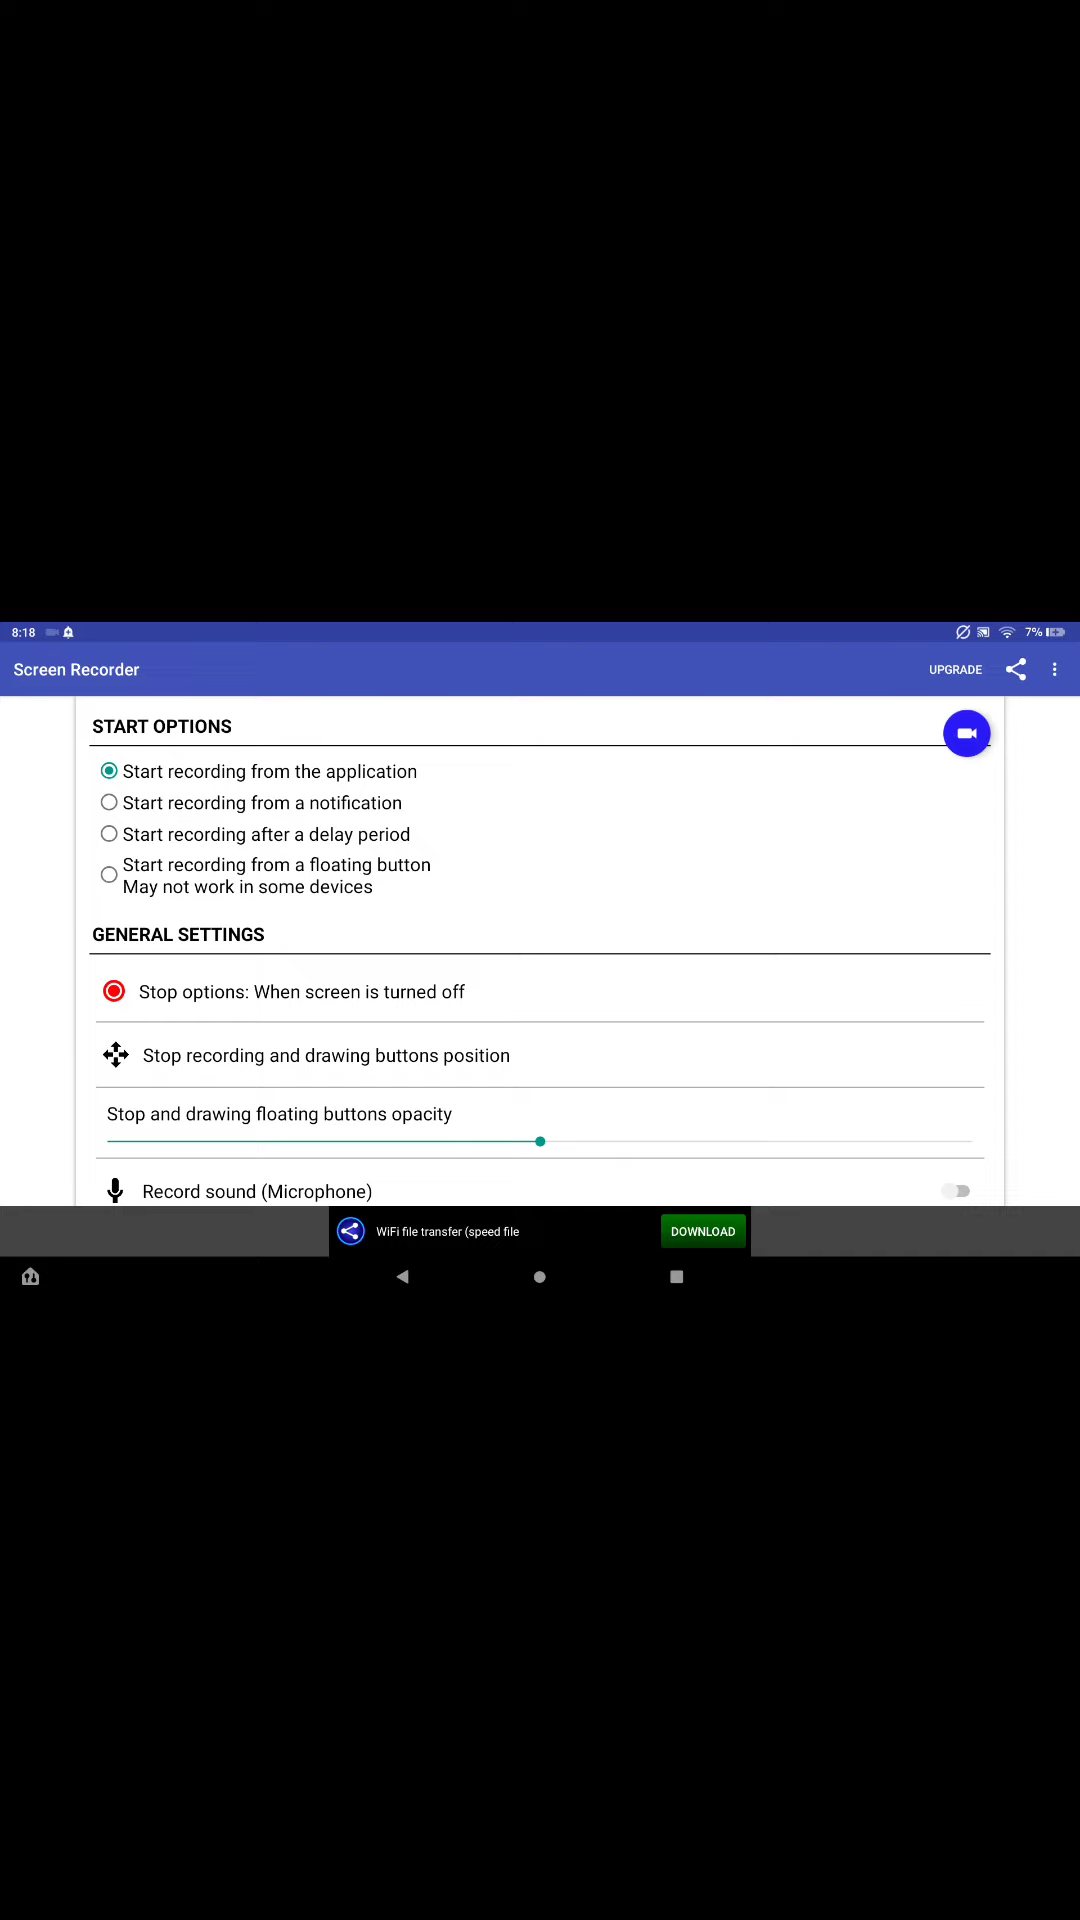 8:18
7%
Screen Recorder
UPGRADE
START OPTIONS
Start recording from the application
Start recording from a notification
Start recording after a delay period
Start recording from a floating button
May not work in some devices
GENERAL SETTINGS
Stop options: When screen is turned off
Stop recording and drawing buttons position
Stop and drawing floating buttons opacity
Record sound (Microphone)
WiFi file transfer (speed file
DOWNLOAD